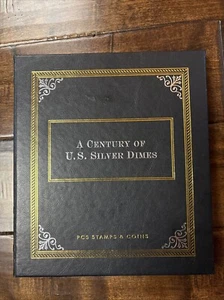 A CENTURY OF
U.S. SILVER DIMES
PCS STAMPS & COINS